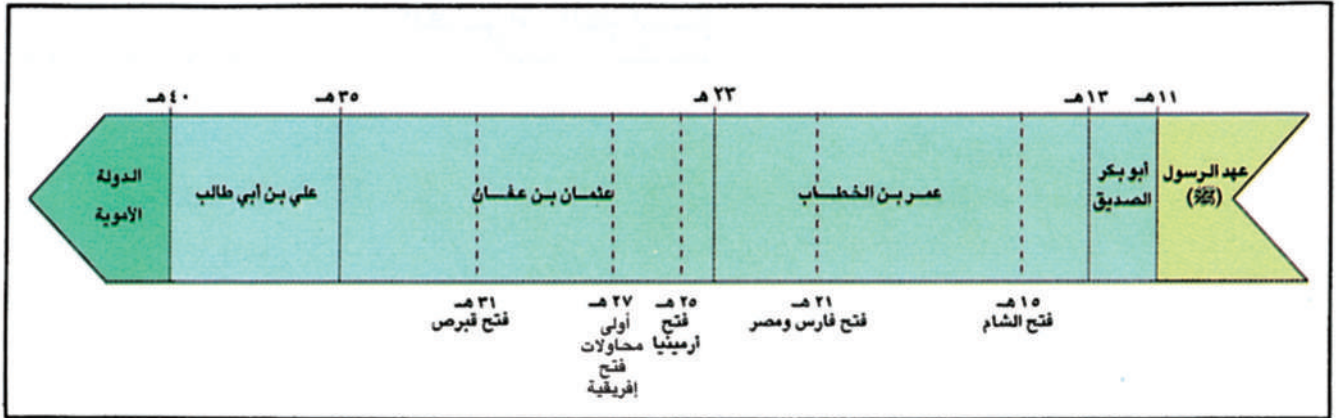 ١١ هـ
١٣ هـ
٢٣ هـ
٣٥ هـ
٤٠ هـ
عهد الرسول
(ﷺ)
أبو بكر
الصديق
عمر بن الخطاب
عثمان بن عفان
علي بن أبي طالب
الدولة
الأموية
١٥ هـ
فتح الشام
٢١ هـ
فتح فارس ومصر
٢٥ هـ
فتح
أرمينيا
٢٧ هـ
أولى
محاولات
فتح
إفريقية
٣١ هـ
فتح قبرص